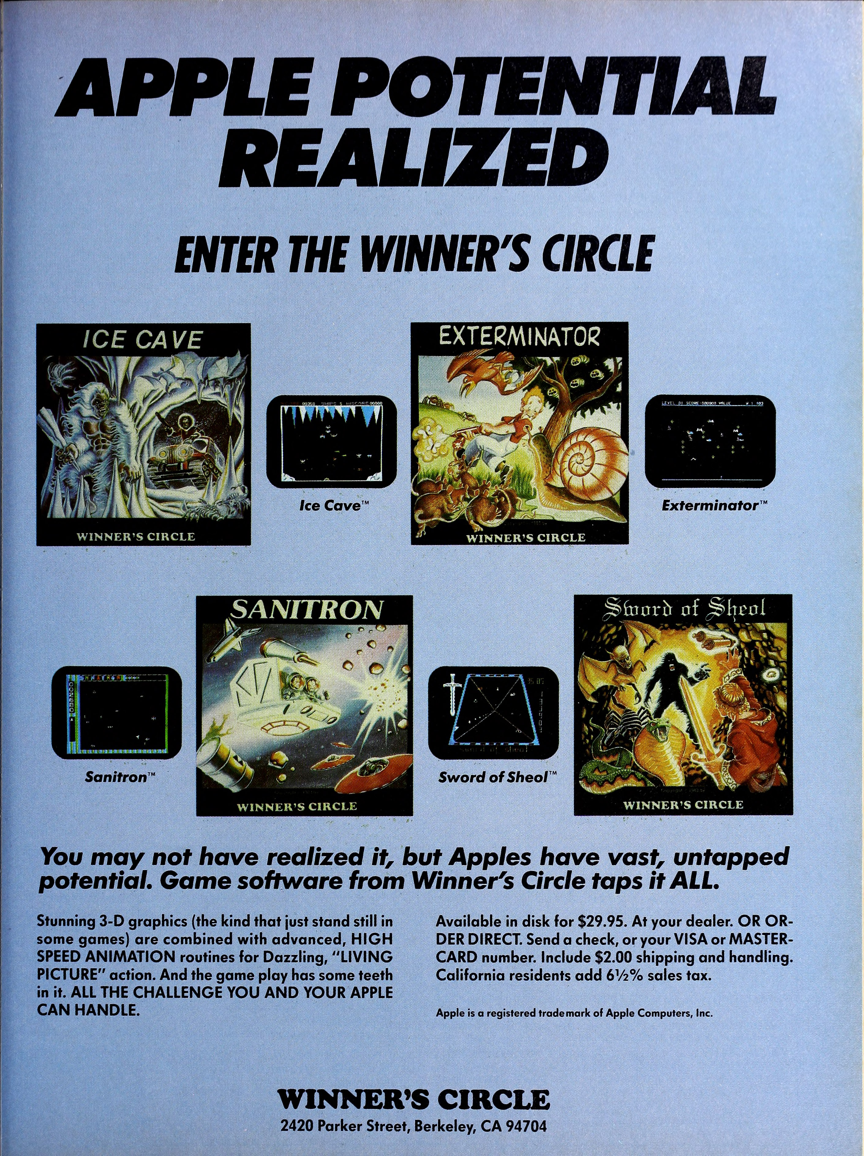 APPLE POTENTIAL
REALIZED
ENTER THE WINNER'S CIRCLE
ICE CAVE
WINNER'S CIRCLE
Ice Cave™
EXTERMINATOR
WINNER'S CIRCLE
Exterminator™
Sanitron™
SANITRON
WINNER'S CIRCLE
Sword of Sheol™
Sword of Sheol
WINNER'S CIRCLE
You may not have realized it, but Apples have vast, untapped
potential. Game software from Winner's Circle taps it ALL.
Stunning 3-D graphics (the kind that just stand still in
some games) are combined with advanced, HIGH
SPEED ANIMATION routines for Dazzling, "LIVING
PICTURE" action. And the game play has some teeth
in it. ALL THE CHALLENGE YOU AND YOUR APPLE
CAN HANDLE.
Available in disk for $29.95. At your dealer. OR OR-
DER DIRECT. Send a check, or your VISA or MASTER-
CARD number. Include $2.00 shipping and handling.
California residents add 6½% sales tax.
Apple is a registered trademark of Apple Computers, Inc.
WINNER'S CIRCLE
2420 Parker Street, Berkeley, CA 94704